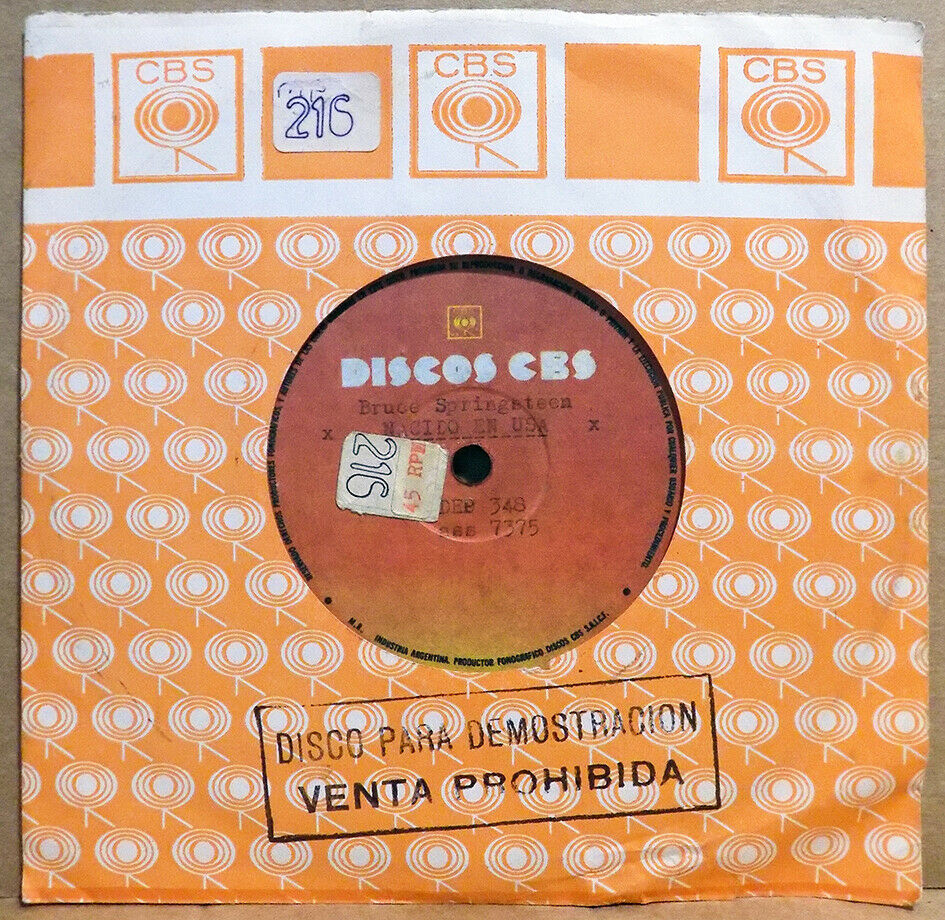 CBS
CBS
CBS
216
DISCOS CBS
Bruce Springsteen
x NACIDO EN USA x
216
45 RPM
DEP 348
7375
M.R. INDUSTRIA ARGENTINA. PRODUCTOR FONOGRAFICO DISCOS CBS S.A.I.C.F.
DISCO PARA DEMOSTRACION
VENTA PROHIBIDA